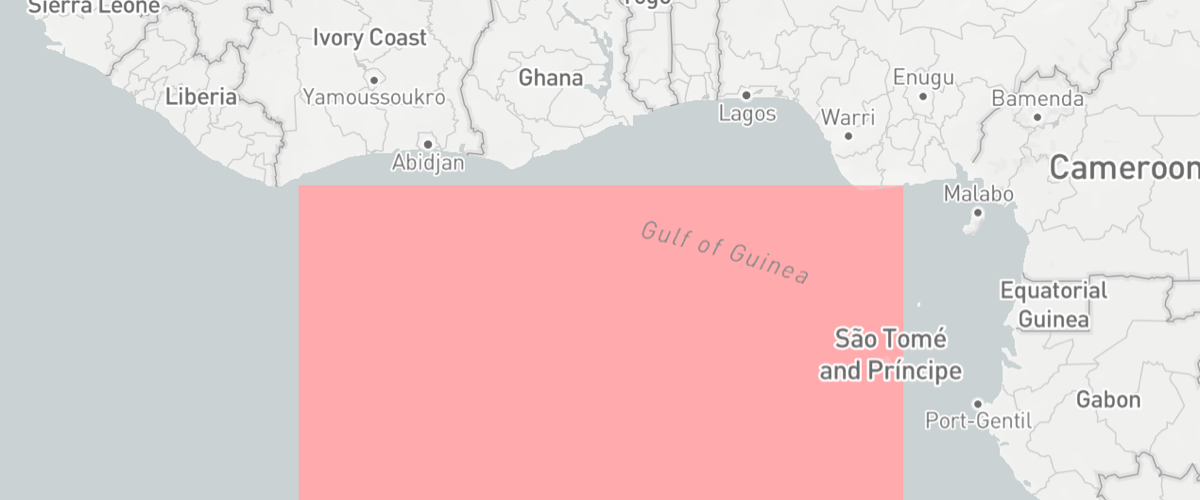 Sierra Leone
Togo
Ivory Coast
Ghana
Enugu
Liberia
Yamoussoukro
Bamenda
Lagos
Warri
Abidjan
Cameroon
Malabo
Gulf of Guinea
Equatorial
Guinea
São Tomé
and Príncipe
Gabon
Port-Gentil